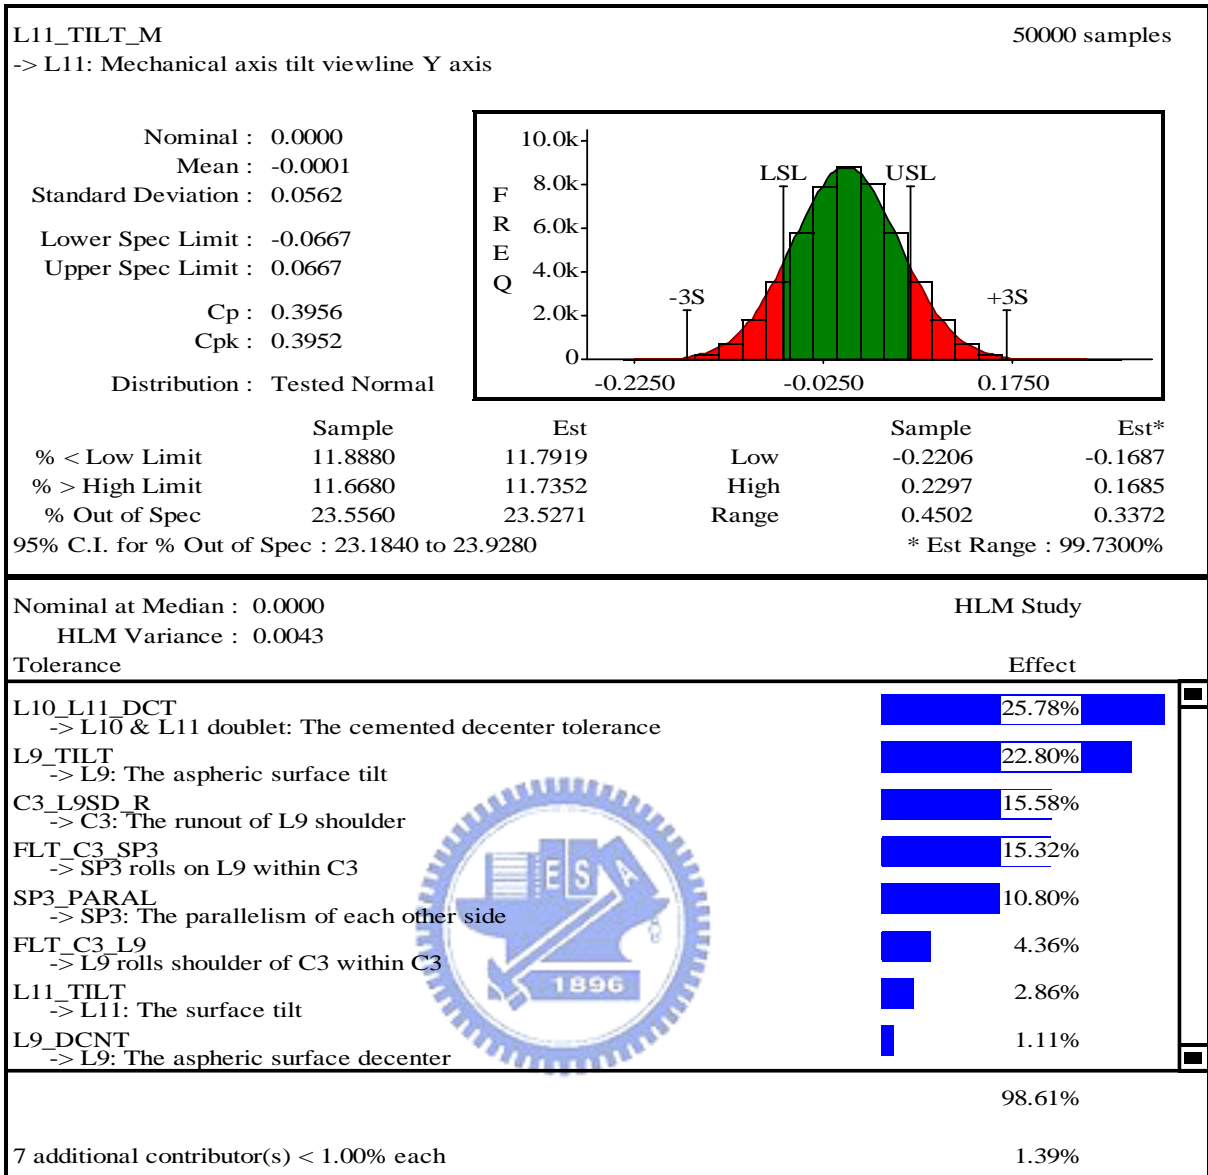 L11_TILT_M 50000 samples
-> L11: Mechanical axis tilt viewline Y axis
Nominal : 0.0000
Mean : -0.0001
Standard Deviation : 0.0562
Lower Spec Limit : -0.0667
Upper Spec Limit : 0.0667
Cp : 0.3956
Cpk : 0.3952
Distribution : Tested Normal
FREQ
10.0k
8.0k
6.0k
4.0k
2.0k
0
LSL USL
-3S +3S
-0.2250 -0.0250 0.1750
Sample Est Sample Est*
% < Low Limit 11.8880 11.7919 Low -0.2206 -0.1687
% > High Limit 11.6680 11.7352 High 0.2297 0.1685
% Out of Spec 23.5560 23.5271 Range 0.4502 0.3372
95% C.I. for % Out of Spec : 23.1840 to 23.9280 * Est Range : 99.7300%
Nominal at Median : 0.0000 HLM Study
HLM Variance : 0.0043
Tolerance Effect
L10_L11_DCT 25.78%
-> L10 & L11 doublet: The cemented decenter tolerance
L9_TILT 22.80%
-> L9: The aspheric surface tilt
C3_L9SD_R 15.58%
-> C3: The runout of L9 shoulder
FLT_C3_SP3 15.32%
-> SP3 rolls on L9 within C3
SP3_PARAL 10.80%
-> SP3: The parallelism of each other side
FLT_C3_L9 4.36%
-> L9 rolls shoulder of C3 within C3
L11_TILT 2.86%
-> L11: The surface tilt
L9_DCNT 1.11%
-> L9: The aspheric surface decenter
98.61%
7 additional contributor(s) < 1.00% each 1.39%
E S A
1896